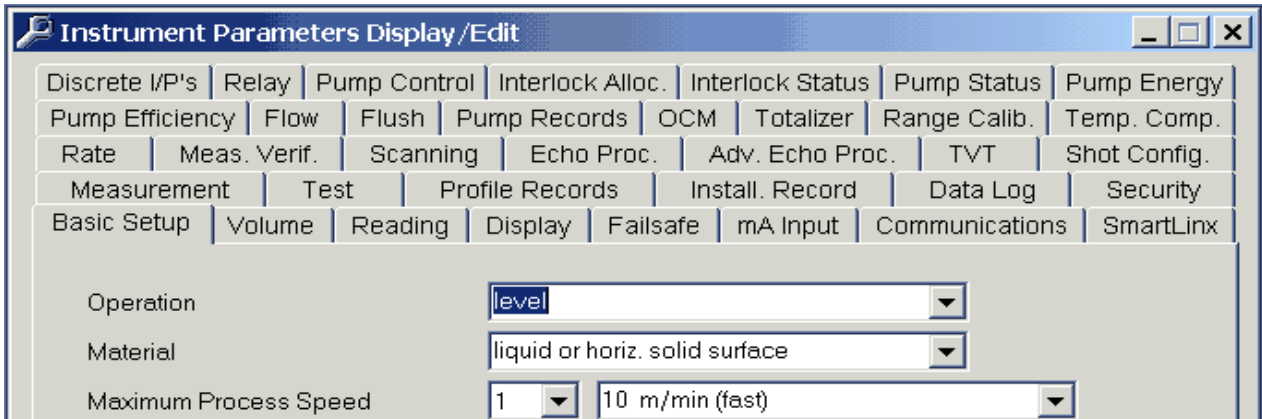 Instrument Parameters Display/Edit
Discrete I/P's Relay Pump Control Interlock Alloc. Interlock Status Pump Status Pump Energy
Pump Efficiency Flow Flush Pump Records OCM Totalizer Range Calib. Temp. Comp.
Rate Meas. Verif. Scanning Echo Proc. Adv. Echo Proc. TVT Shot Config.
Measurement Test Profile Records Install. Record Data Log Security
Basic Setup Volume Reading Display Failsafe mA Input Communications SmartLinx
Operation level
Material liquid or horiz. solid surface
Maximum Process Speed 1 10 m/min (fast)